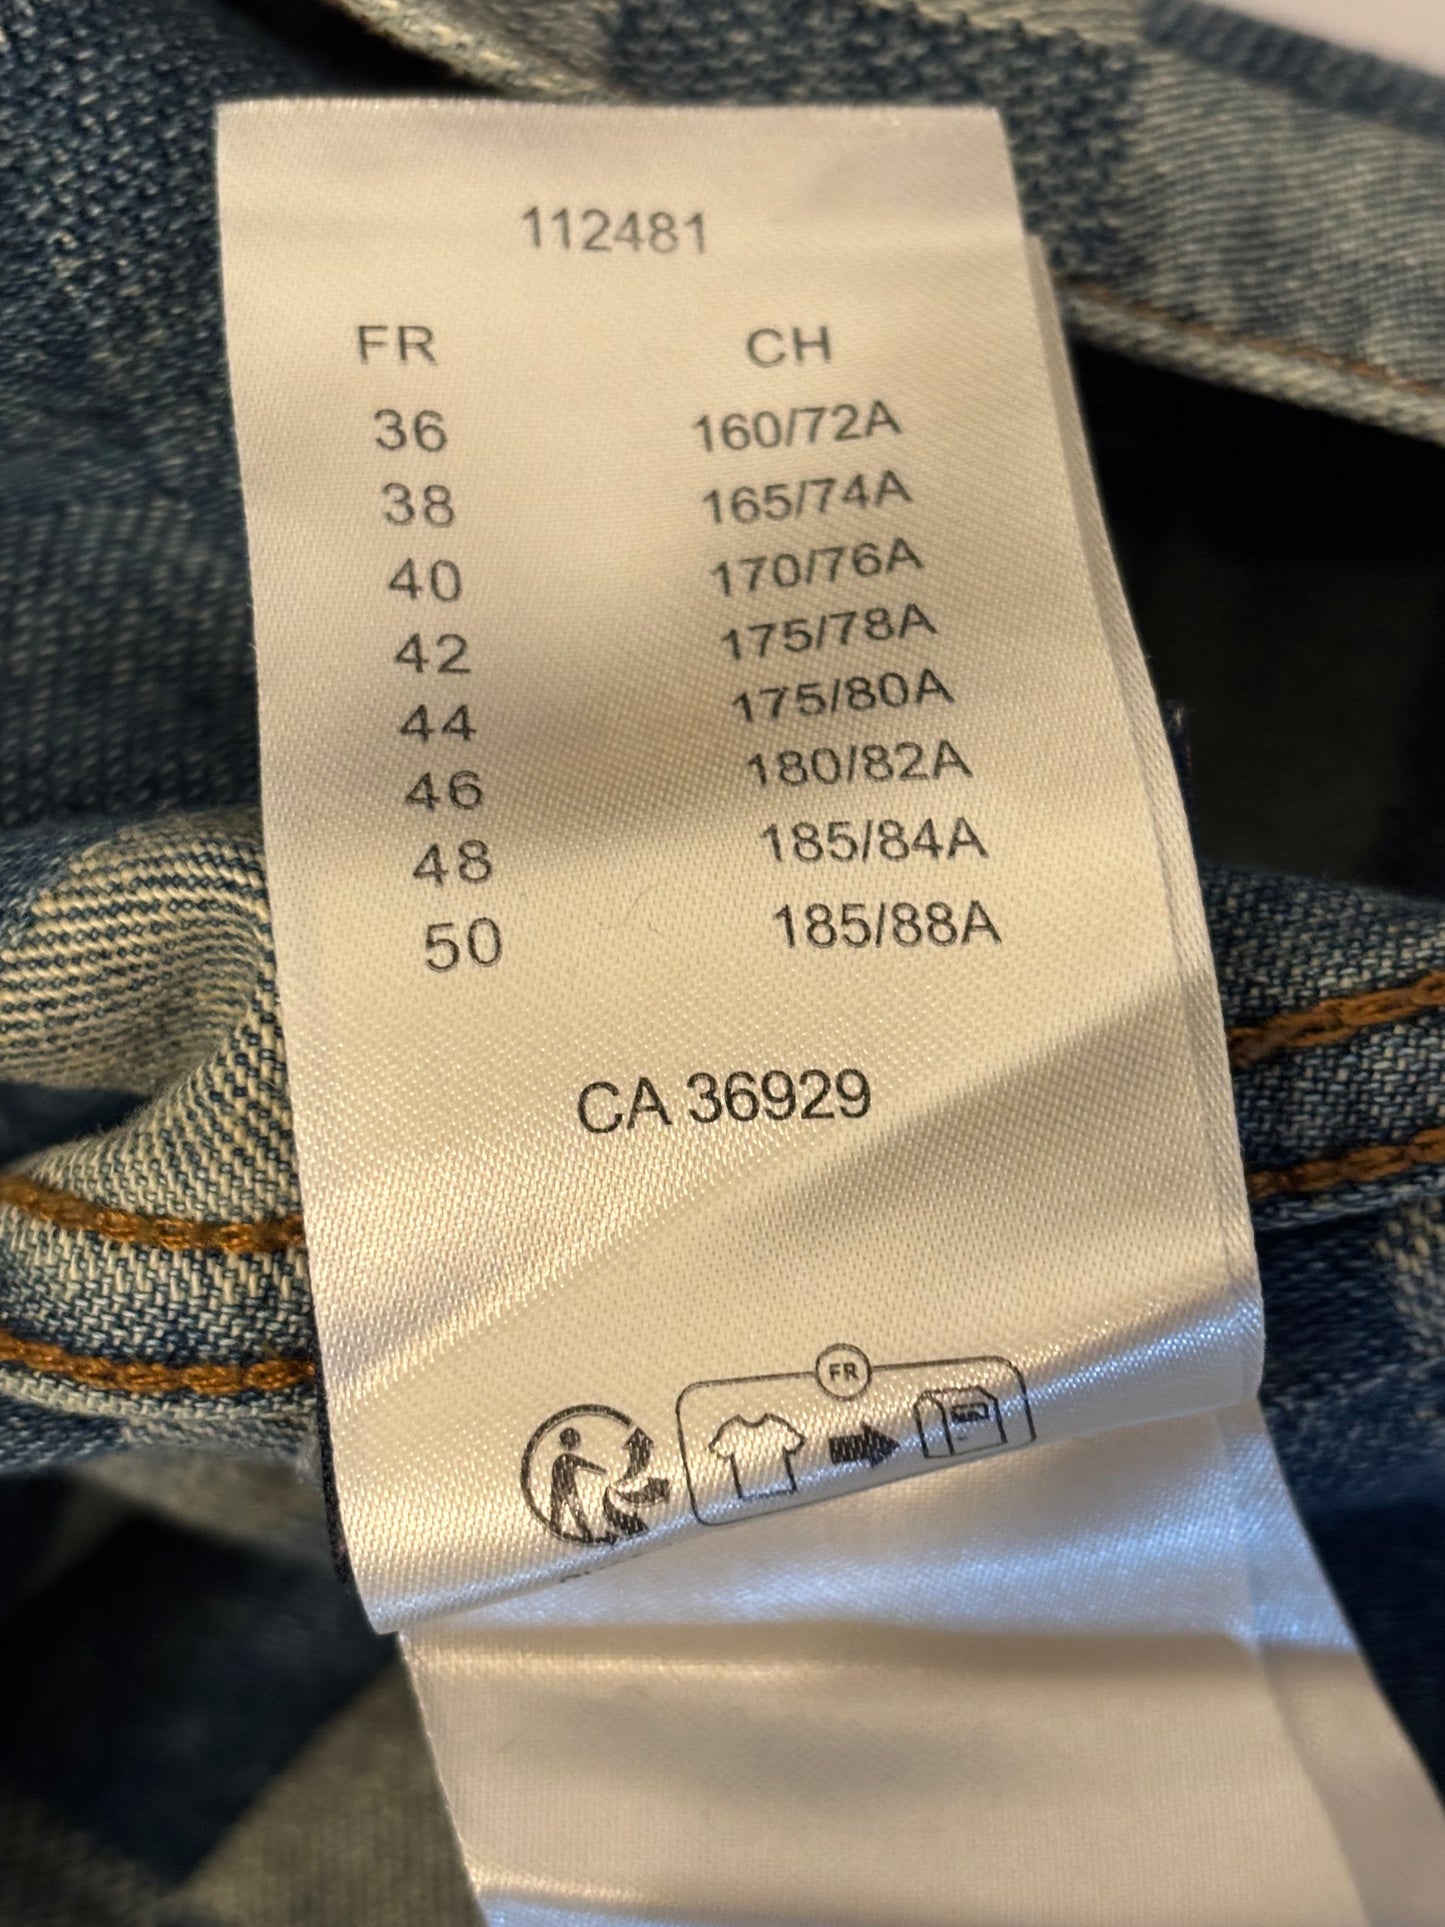 112481
FR CH
36 160/72A
38 165/74A
40 170/76A
42 175/78A
44 175/80A
46 180/82A
48 185/84A
50 185/88A
CA 36929
FR